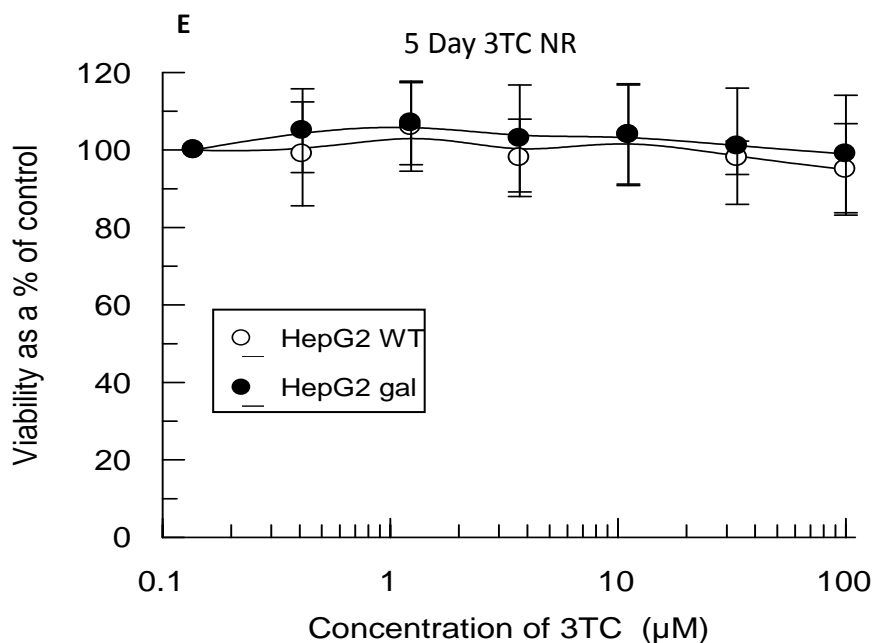 E
5 Day 3TC NR
Viability as a % of control
120
100
80
60
40
20
0
HepG2 WT
HepG2 gal
0.1
1
10
100
Concentration of 3TC (µM)